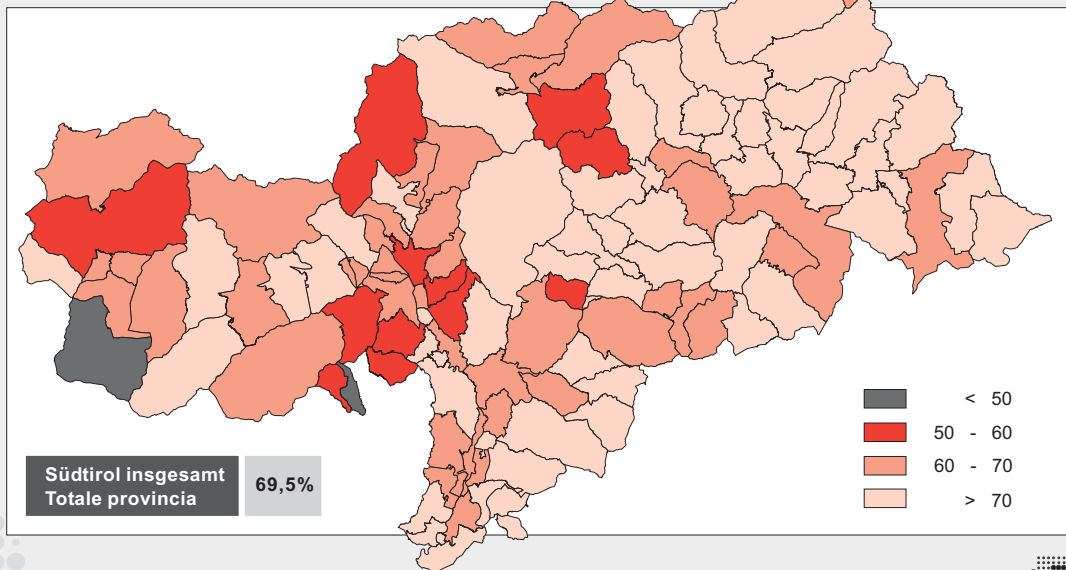 < 50
50 - 60
60 - 70
> 70
Südtirol insgesamt
Totale provincia
69,5%